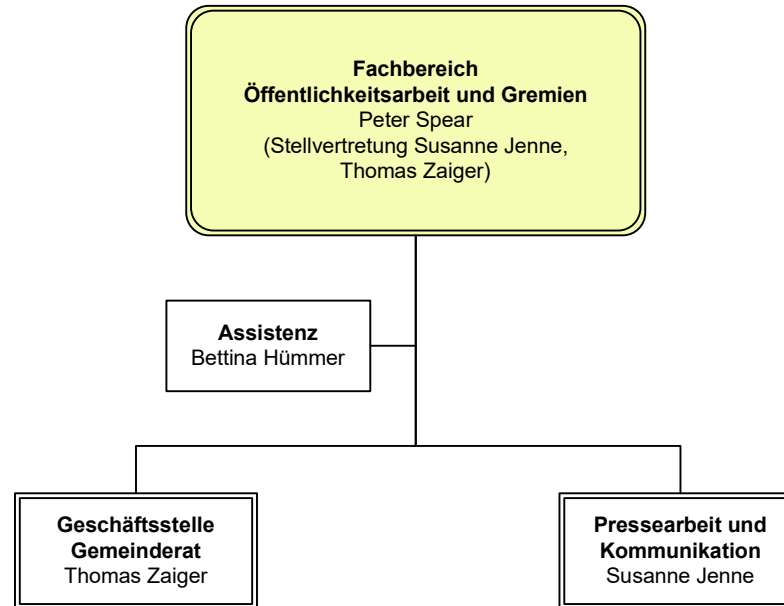 Fachbereich
Öffentlichkeitsarbeit und Gremien
Peter Spear
(Stellvertretung Susanne Jenne,
Thomas Zaiger)
Assistenz
Bettina Hümmer
Geschäftsstelle
Gemeinderat
Thomas Zaiger
Pressearbeit und
Kommunikation
Susanne Jenne